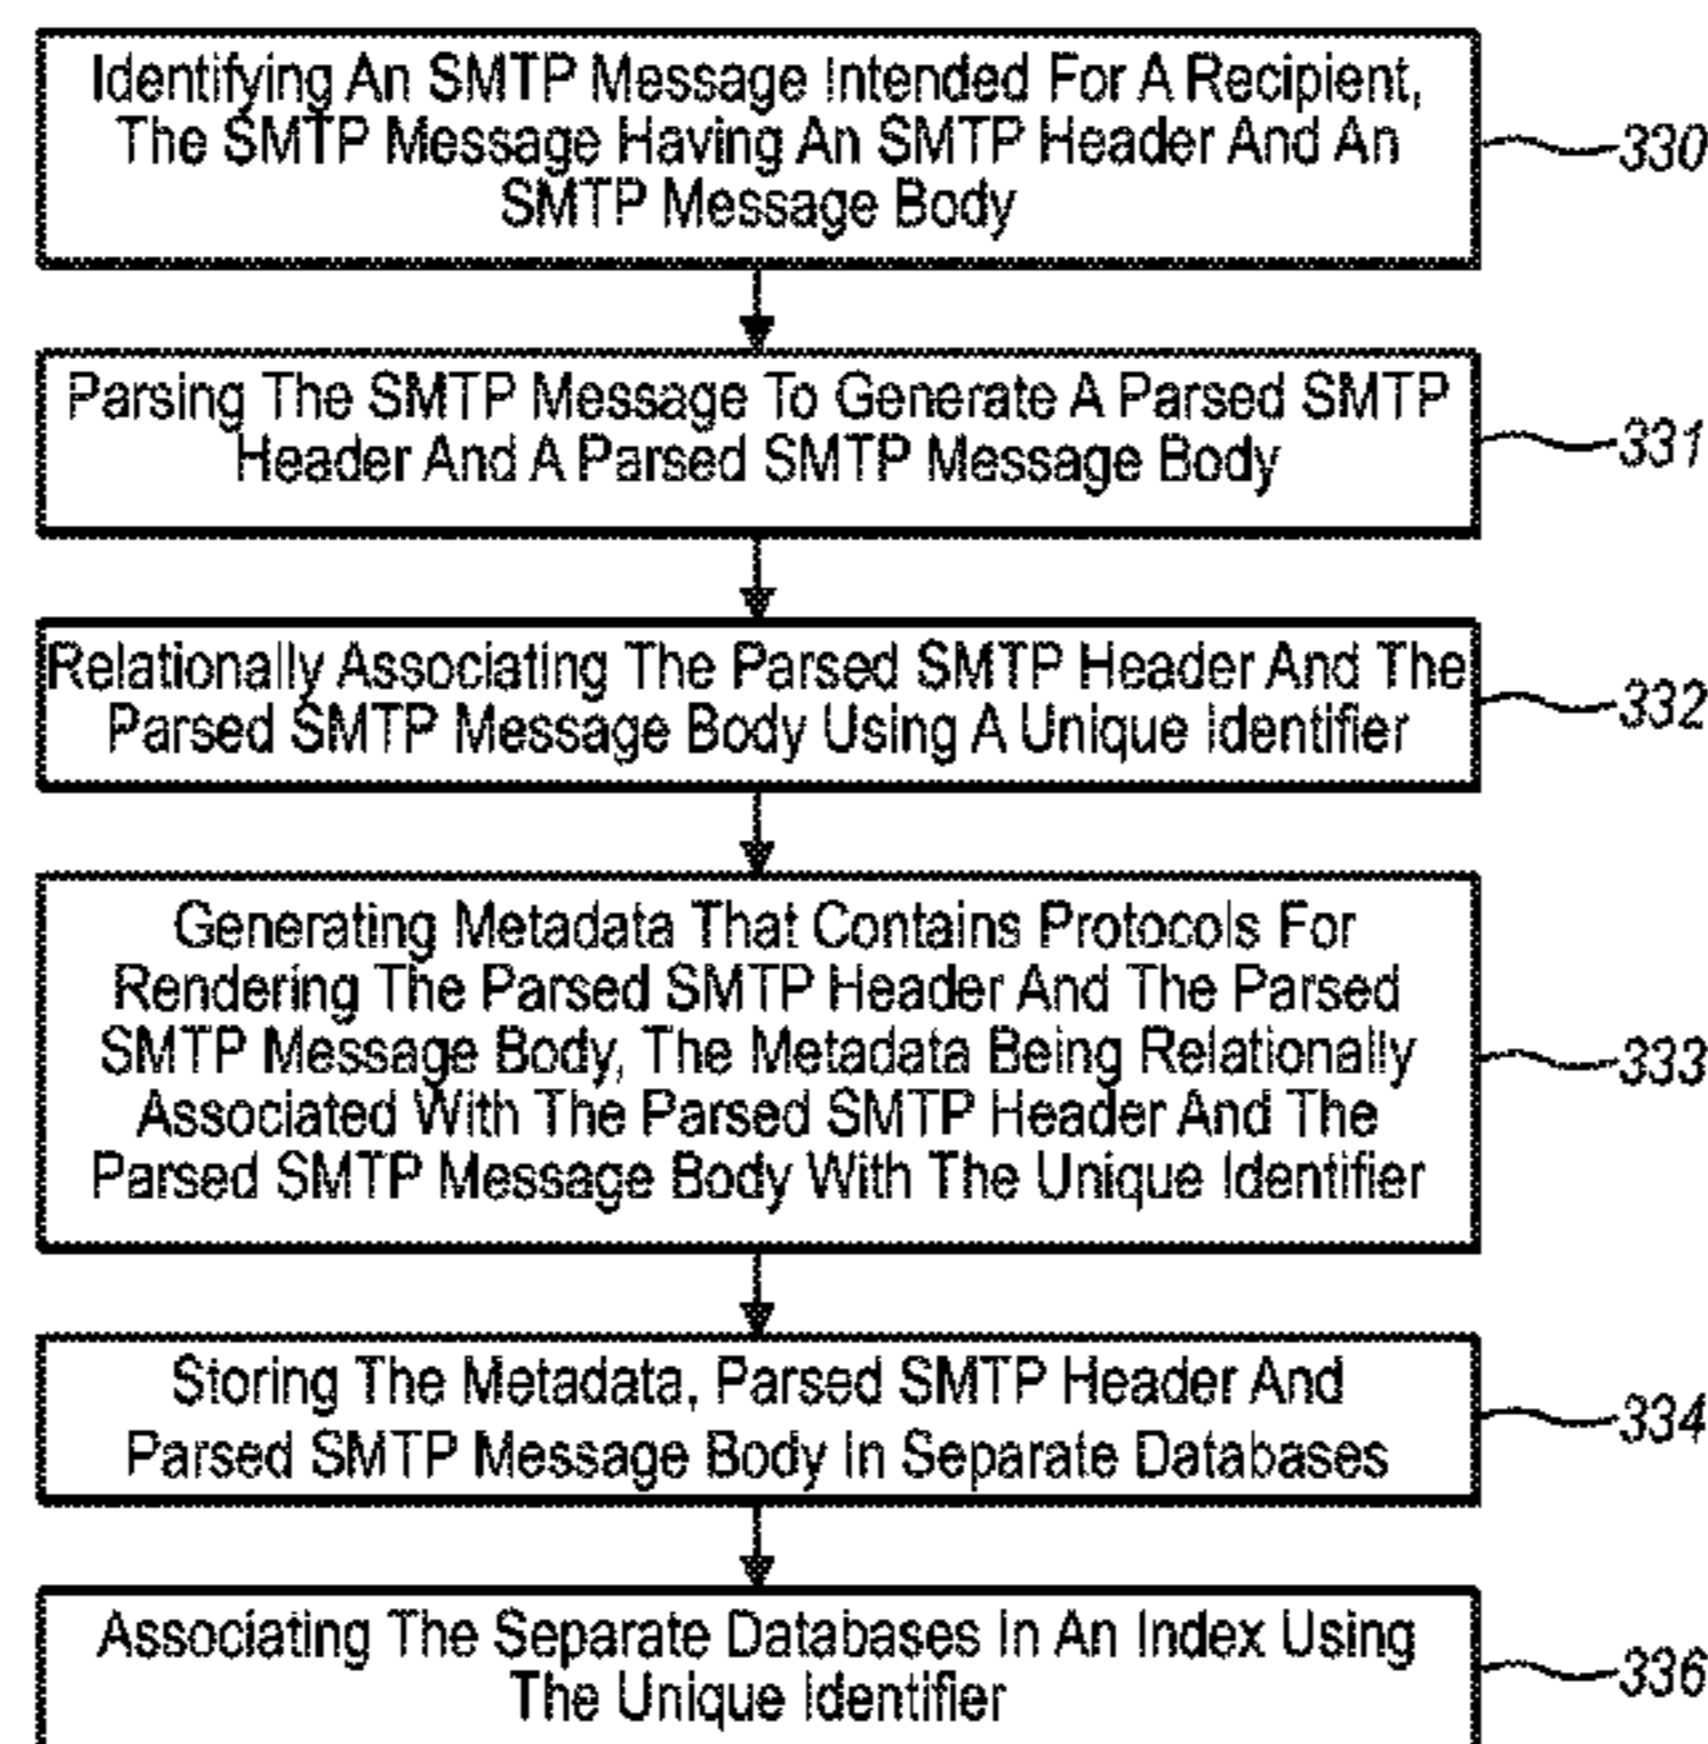 Identifying An SMTP Message Intended For A Recipient,
The SMTP Message Having An SMTP Header And An
SMTP Message Body
330
Parsing The SMTP Message To Generate A Parsed SMTP
Header And A Parsed SMTP Message Body
331
Relationally Associating The Parsed SMTP Header And The
Parsed SMTP Message Body Using A Unique Identifier
332
Generating Metadata That Contains Protocols For
Rendering The Parsed SMTP Header And The Parsed
SMTP Message Body, The Metadata Being Relationally
Associated With The Parsed SMTP Header And The
Parsed SMTP Message Body With The Unique Identifier
333
Storing The Metadata, Parsed SMTP Header And
Parsed SMTP Message Body In Separate Databases
334
Associating The Separate Databases In An Index Using
The Unique Identifier
336